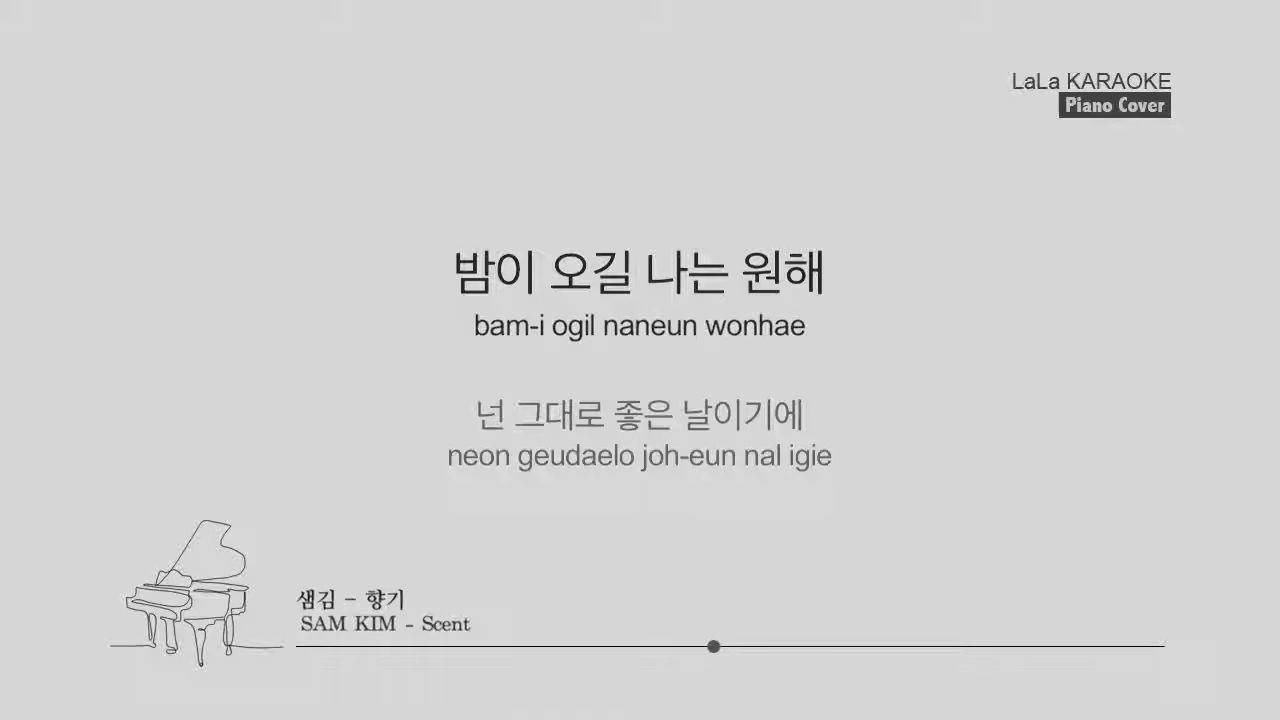 LaLa KARAOKE
Piano Cover
밤이 오길 나는 원해
bam-i ogil naneun wonhae
넌 그대로 좋은 날이기에
neon geudaelo joh-eun nal igie
샘김 - 향기
SAM KIM - Scent